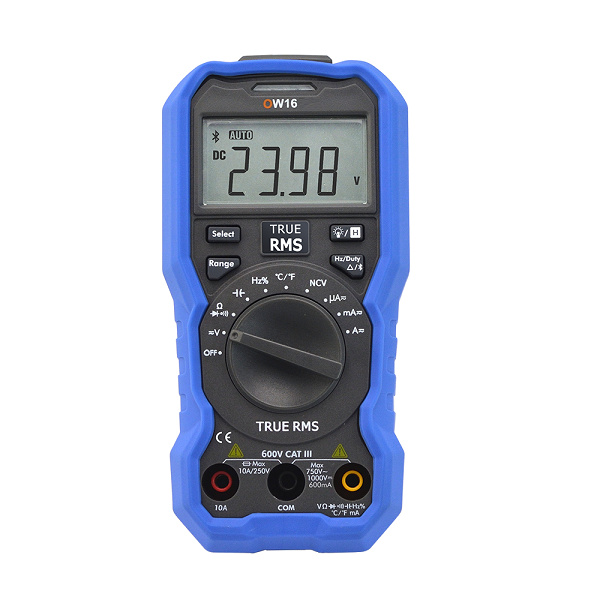 OW16
AUTO
DC 23.98 V
Select
TRUE
RMS
/ H
Range
Hz/Duty
△/
Hz%
°C/°F
NCV
μA≂
mA≂
A≂
Ω
≂V
OFF
TRUE RMS
CE
600V CAT III
Max
10A/250V
Max
750V~
1000V⎓
600mA
10A
COM
VΩ Hz%
°C/°F mA